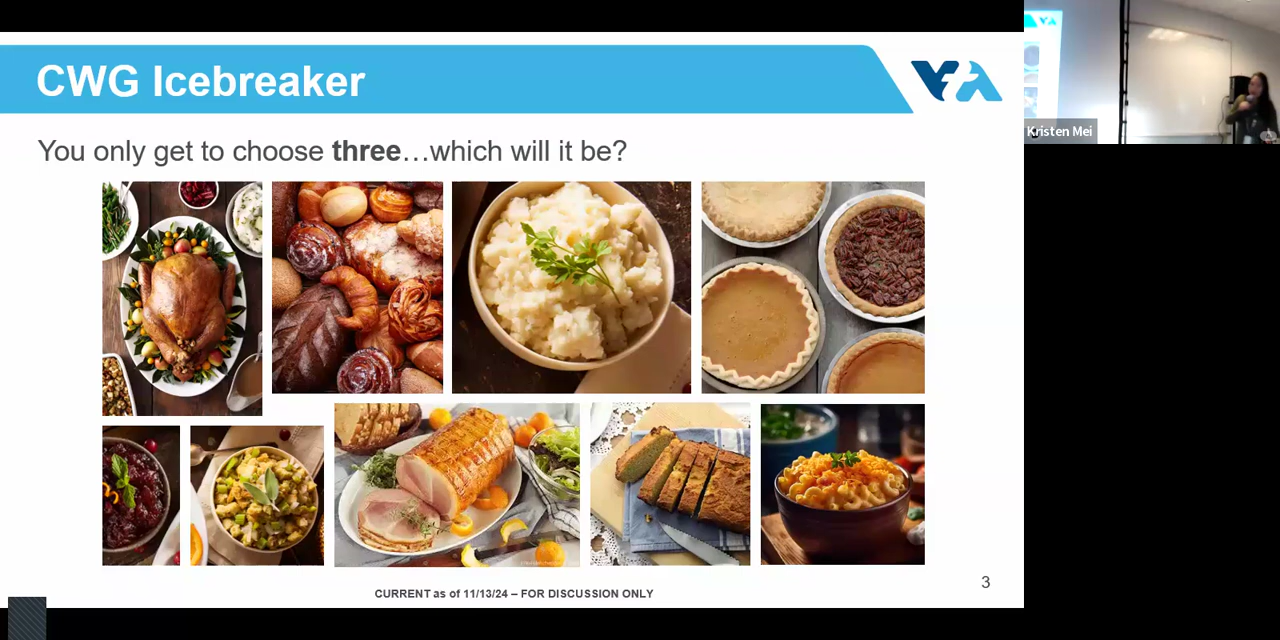 CWG Icebreaker
VTA
You only get to choose three…which will it be?
Kristen Mei
CURRENT as of 11/13/24 – FOR DISCUSSION ONLY
3